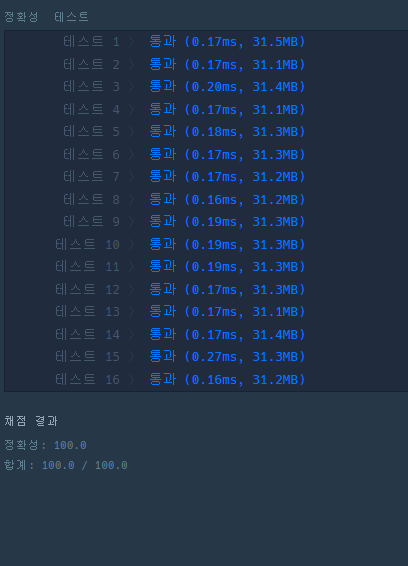 정확성 테스트
테스트 1 〉 통과 (0.17ms, 31.5MB)
테스트 2 〉 통과 (0.17ms, 31.1MB)
테스트 3 〉 통과 (0.20ms, 31.4MB)
테스트 4 〉 통과 (0.17ms, 31.1MB)
테스트 5 〉 통과 (0.18ms, 31.3MB)
테스트 6 〉 통과 (0.17ms, 31.3MB)
테스트 7 〉 통과 (0.17ms, 31.2MB)
테스트 8 〉 통과 (0.16ms, 31.2MB)
테스트 9 〉 통과 (0.19ms, 31.3MB)
테스트 10 〉 통과 (0.19ms, 31.3MB)
테스트 11 〉 통과 (0.19ms, 31.3MB)
테스트 12 〉 통과 (0.17ms, 31.3MB)
테스트 13 〉 통과 (0.17ms, 31.1MB)
테스트 14 〉 통과 (0.17ms, 31.4MB)
테스트 15 〉 통과 (0.27ms, 31.3MB)
테스트 16 〉 통과 (0.16ms, 31.2MB)
채점 결과
정확성: 100.0
합계: 100.0 / 100.0